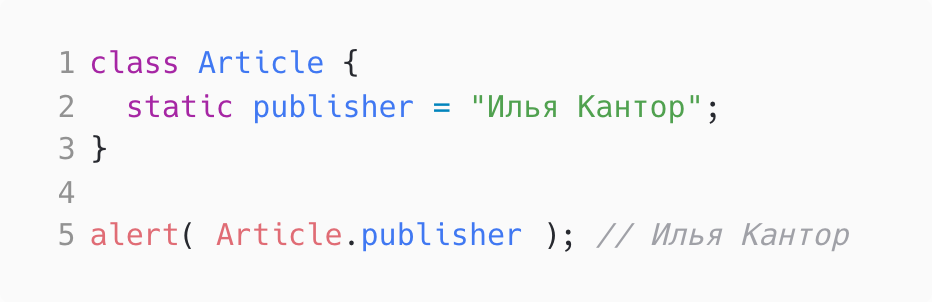 1 class Article {
2   static publisher = "Илья Кантор";
3 }
4
5 alert( Article.publisher ); // Илья Кантор